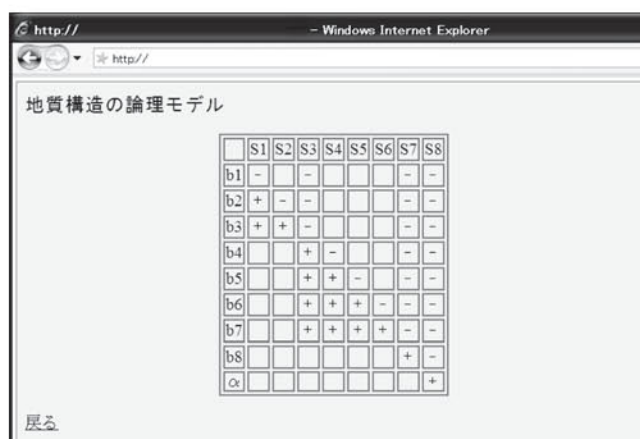 http:// - Windows Internet Explorer
http://
地質構造の論理モデル
S1 S2 S3 S4 S5 S6 S7 S8
b1 - - - -
b2 + - - - -
b3 + + - - -
b4 + - - -
b5 + + - - -
b6 + + + - - -
b7 + + + + - -
b8 + -
α +
戻る